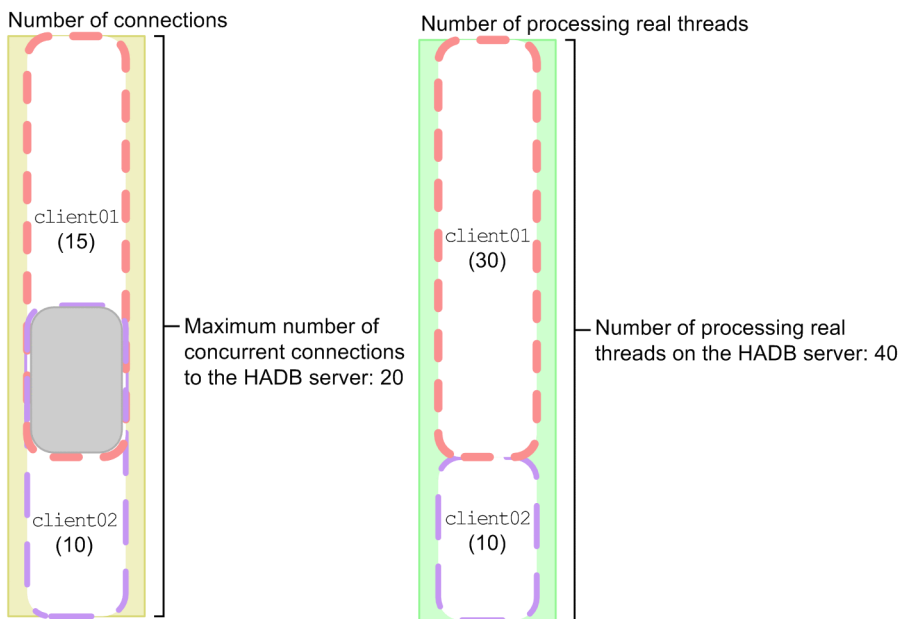 Number of connections
client01
(15)
Maximum number of
concurrent connections
to the HADB server: 20
client02
(10)
Number of processing real threads
client01
(30)
Number of processing real
threads on the HADB server: 40
client02
(10)